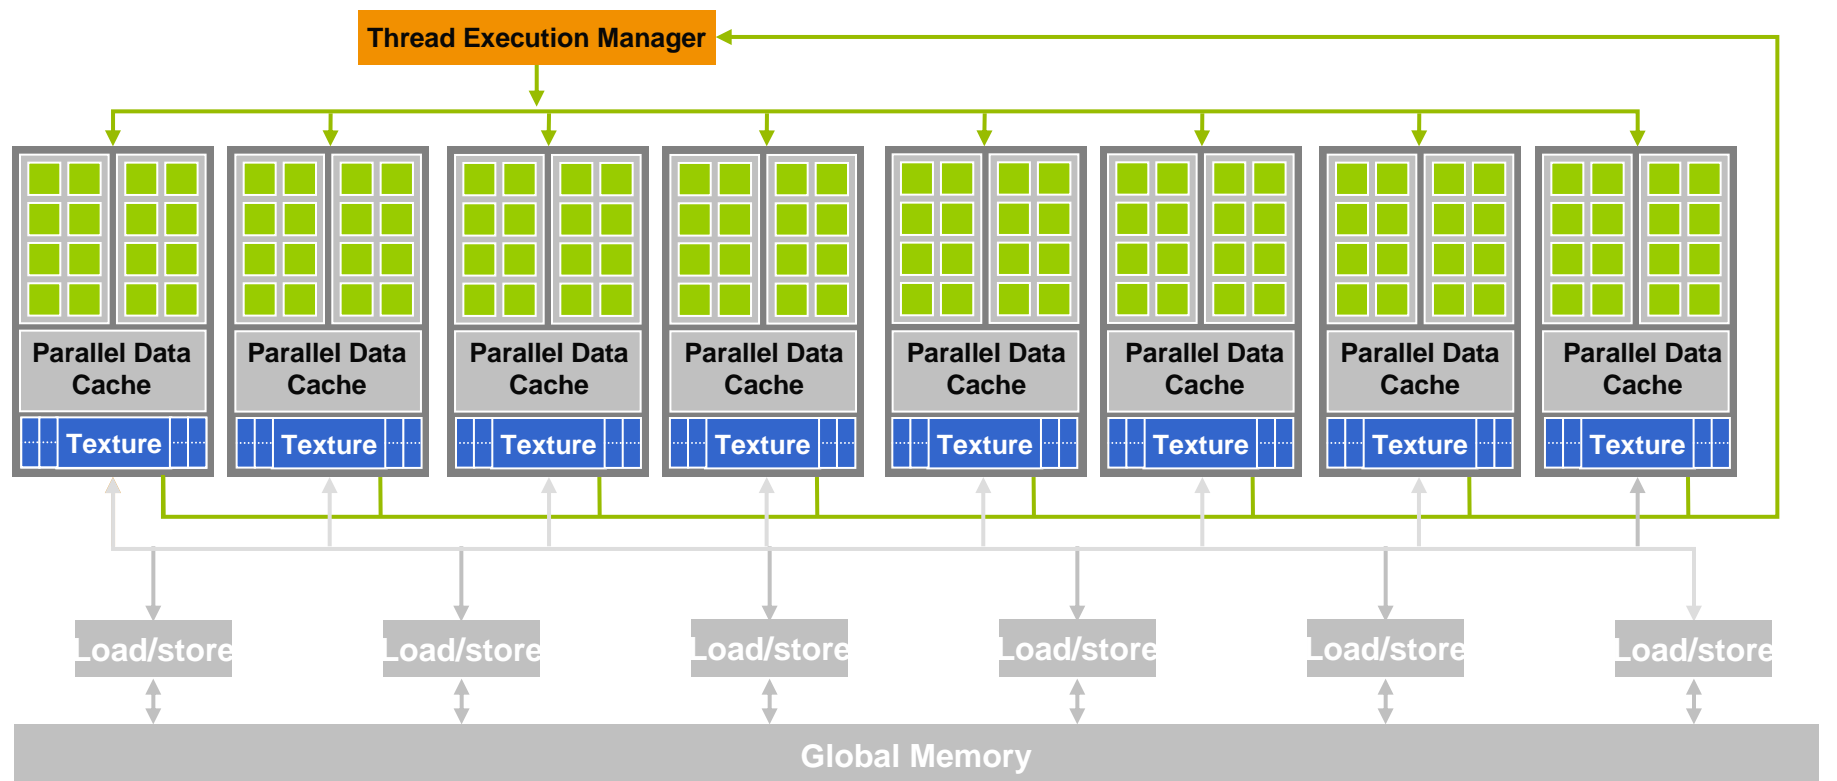 Thread Execution Manager
Parallel Data
Cache
Parallel Data
Cache
Parallel Data
Cache
Parallel Data
Cache
Parallel Data
Cache
Parallel Data
Cache
Parallel Data
Cache
Parallel Data
Cache
Texture
Texture
Texture
Texture
Texture
Texture
Texture
Texture
Load/store
Load/store
Load/store
Load/store
Load/store
Load/store
Global Memory